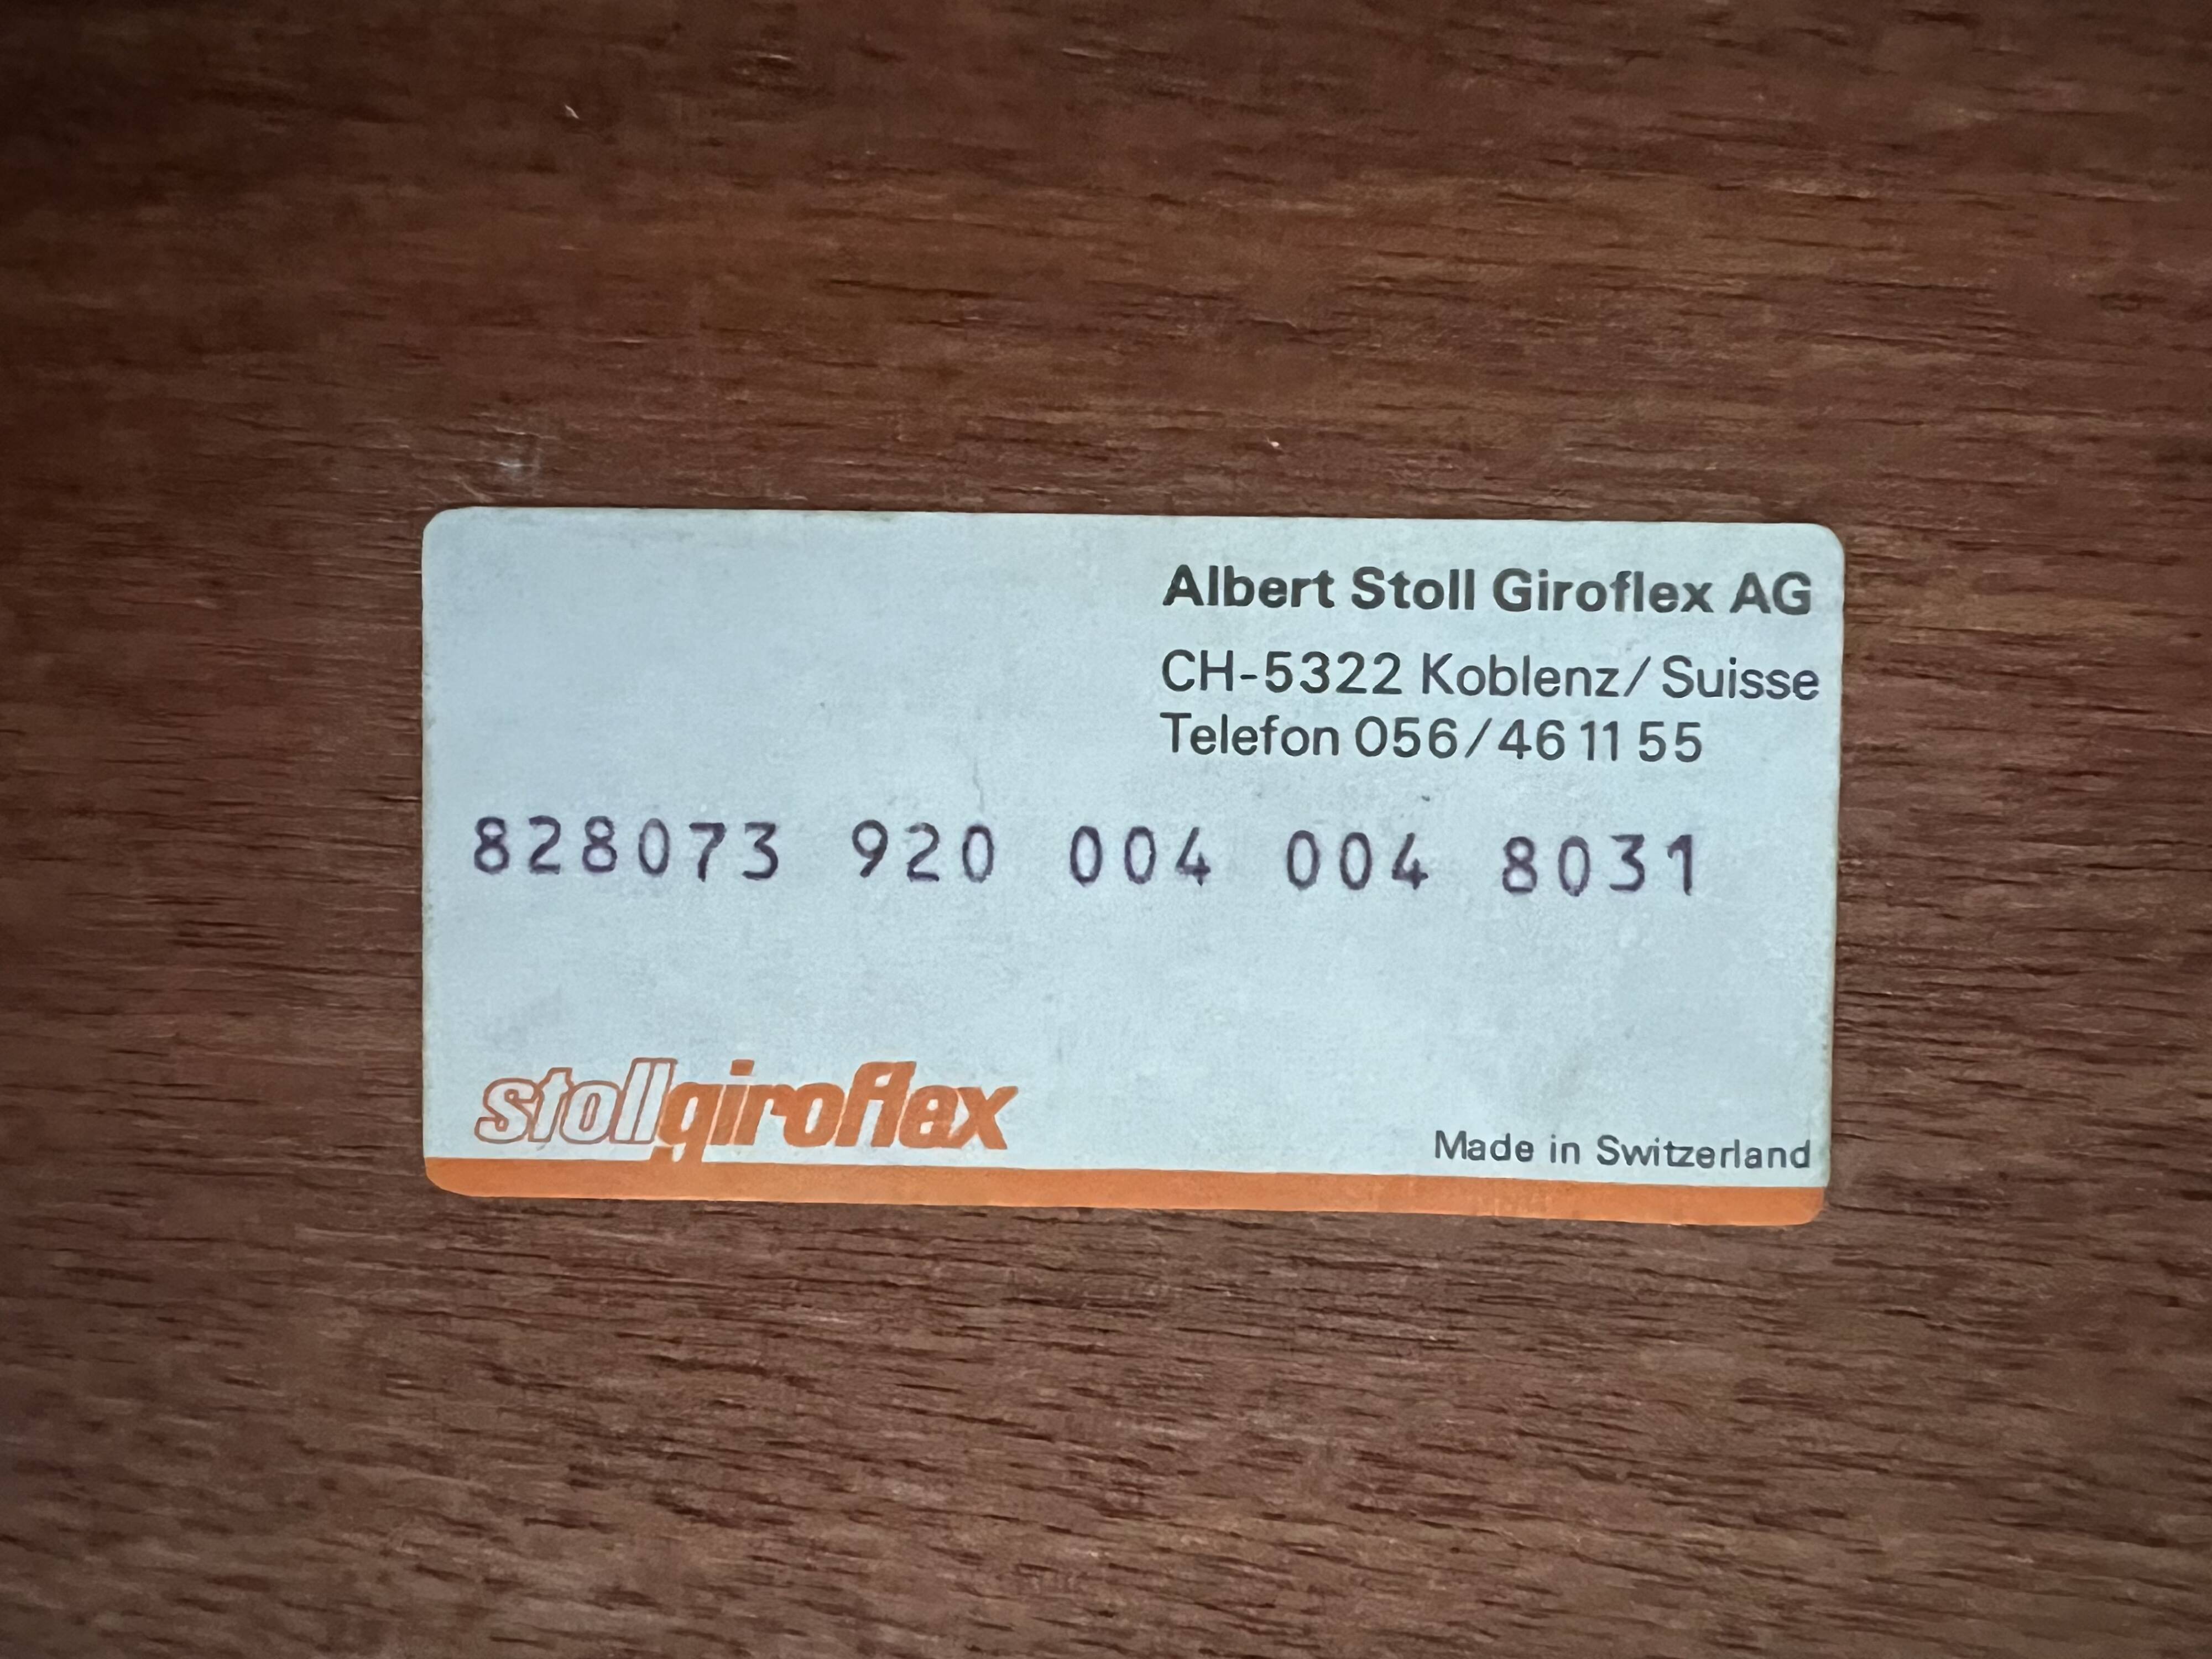 Albert Stoll Giroflex AG
CH-5322 Koblenz/Suisse
Telefon 056/46 11 55
828073 920 004 004 8031
stollgiroflex
Made in Switzerland